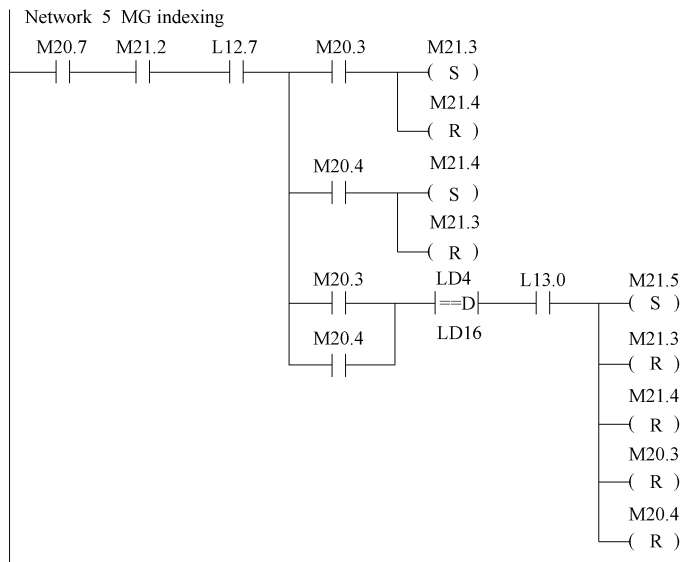 Network 5 MG indexing
M20.7 M21.2 L12.7 M20.3 M21.3
( S )
M21.4
( R )
M20.4 M21.4
( S )
M21.3
( R )
M20.3 LD4 L13.0 M21.5
==D ( S )
M20.4 LD16 M21.3
( R )
M21.4
( R )
M20.3
( R )
M20.4
( R )